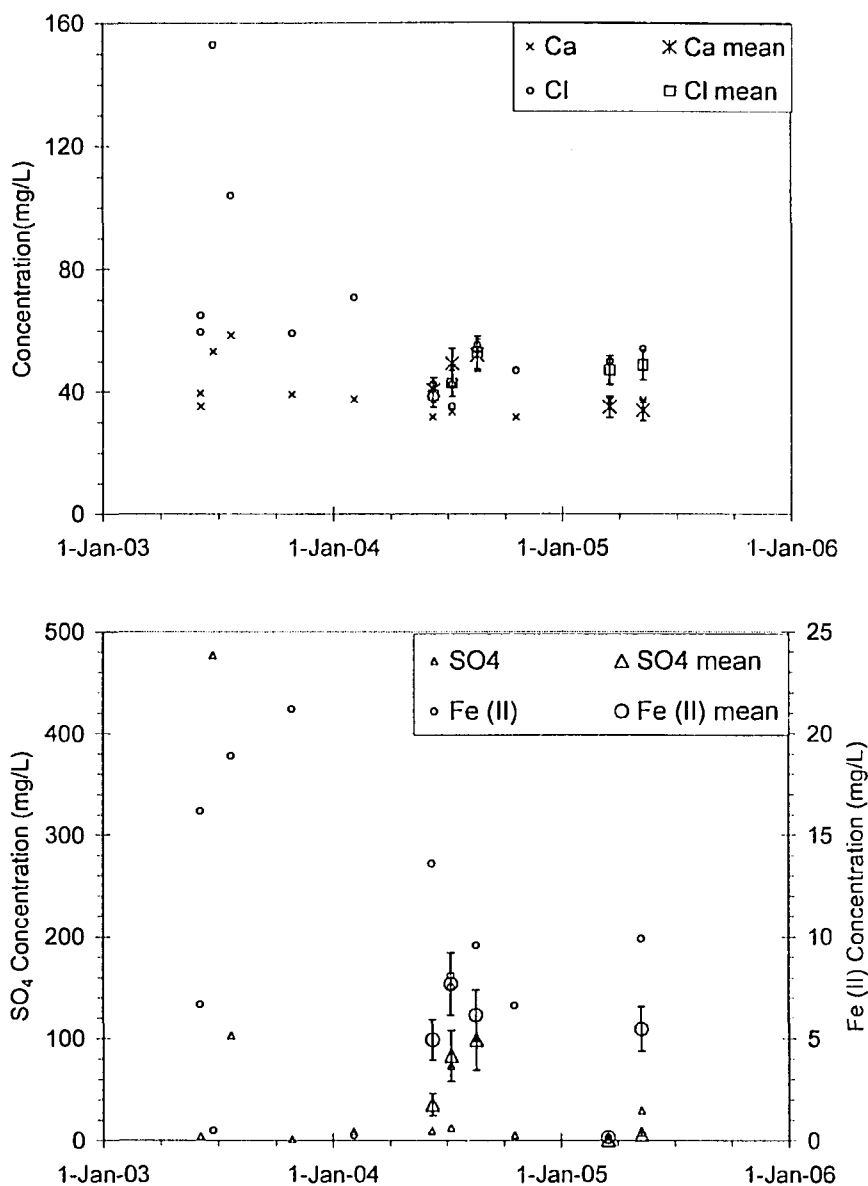 160
120
80
40
0
Concentration(mg/L)
Ca
Ca mean
Cl
Cl mean
1-Jan-03
1-Jan-04
1-Jan-05
1-Jan-06
500
400
300
200
100
0
SO4 Concentration (mg/L)
SO4
SO4 mean
Fe (II)
Fe (II) mean
25
20
15
10
5
0
Fe (II) Concentration (mg/L)
1-Jan-03
1-Jan-04
1-Jan-05
1-Jan-06